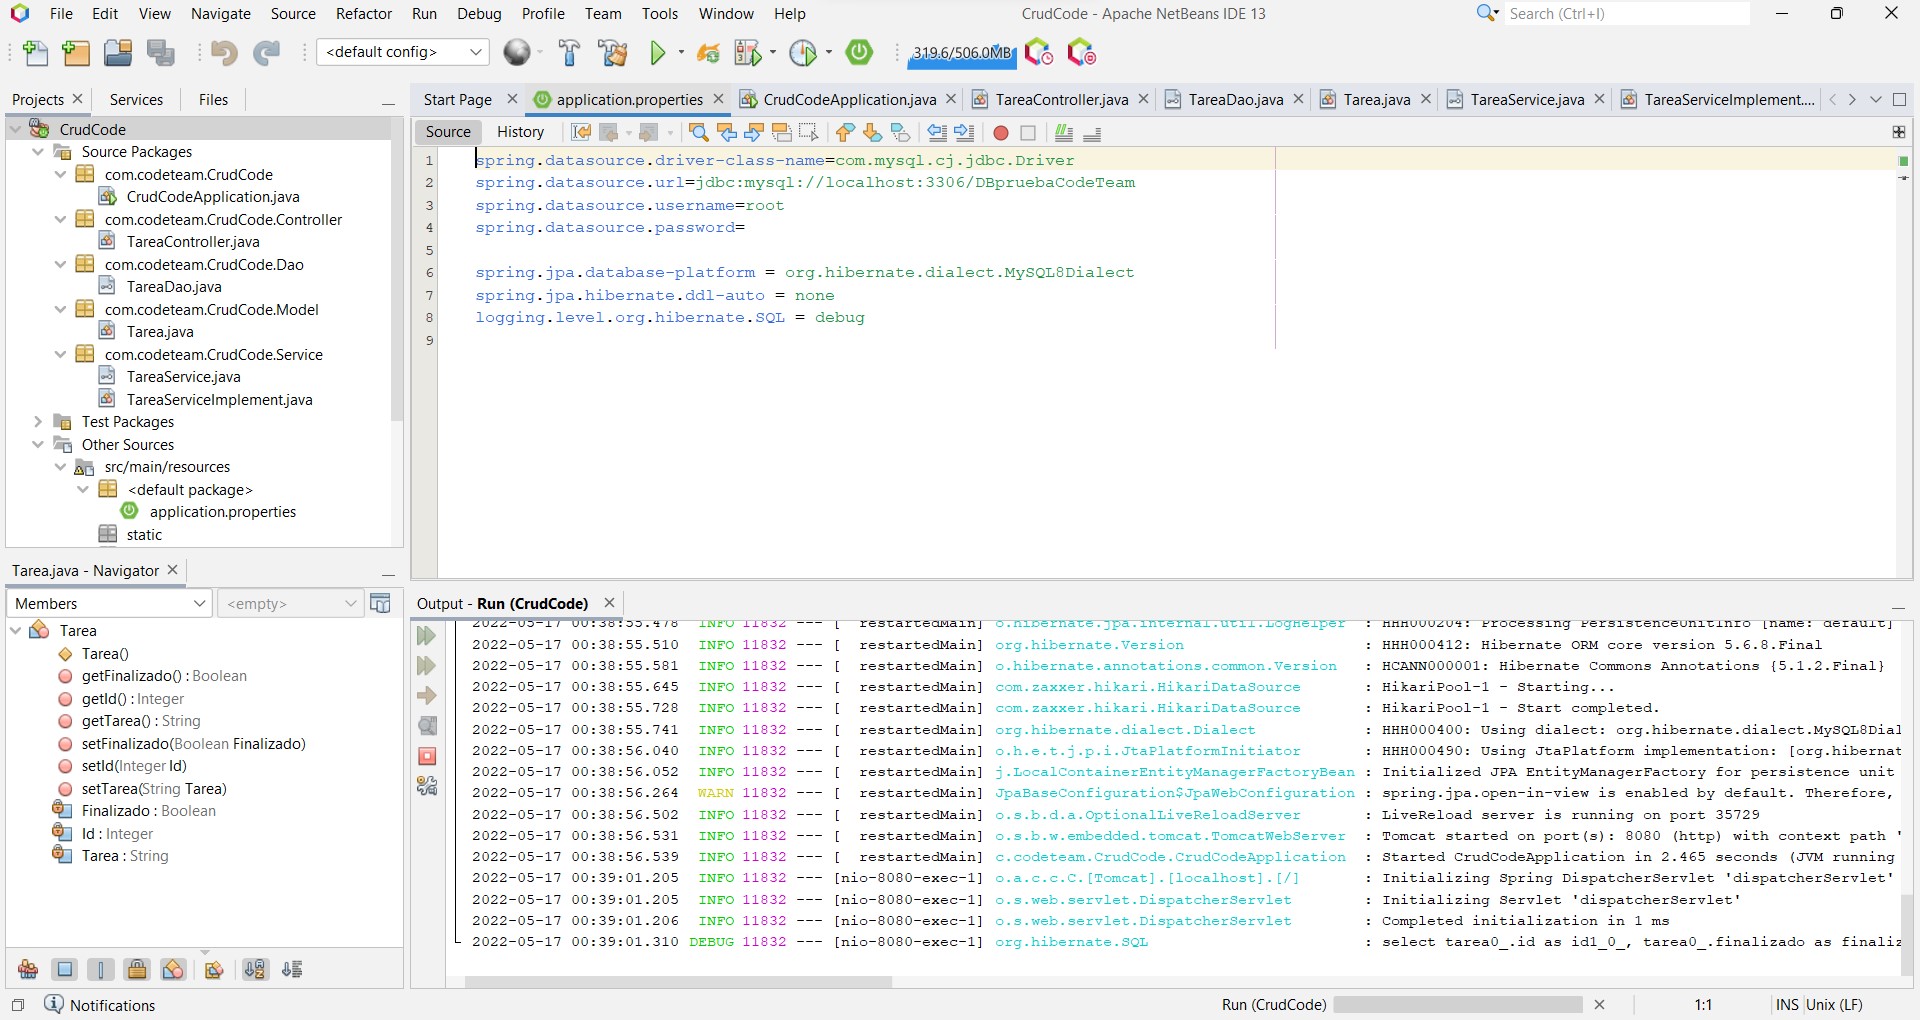 File Edit View Navigate Source Refactor Run Debug Profile Team Tools Window Help
CrudCode - Apache NetBeans IDE 13
Search (Ctrl+I)
<default config>
319.6/506.0MB
Projects
Services
Files
Start Page
application.properties
CrudCodeApplication.java
TareaController.java
TareaDao.java
Tarea.java
TareaService.java
TareaServiceImplement....
CrudCode
Source Packages
com.codeteam.CrudCode
CrudCodeApplication.java
com.codeteam.CrudCode.Controller
TareaController.java
com.codeteam.CrudCode.Dao
TareaDao.java
com.codeteam.CrudCode.Model
Tarea.java
com.codeteam.CrudCode.Service
TareaService.java
TareaServiceImplement.java
Test Packages
Other Sources
src/main/resources
<default package>
application.properties
static
Source History
1 spring.datasource.driver-class-name=com.mysql.cj.jdbc.Driver
2 spring.datasource.url=jdbc:mysql://localhost:3306/DBpruebaCodeTeam
3 spring.datasource.username=root
4 spring.datasource.password=
5
6 spring.jpa.database-platform = org.hibernate.dialect.MySQL8Dialect
7 spring.jpa.hibernate.ddl-auto = none
8 logging.level.org.hibernate.SQL = debug
9
Tarea.java - Navigator
Members
<empty>
Tarea
Tarea()
getFinalizado() : Boolean
getId() : Integer
getTarea() : String
setFinalizado(Boolean Finalizado)
setId(Integer Id)
setTarea(String Tarea)
Finalizado : Boolean
Id : Integer
Tarea : String
Output - Run (CrudCode)
2022-05-17 00:38:55.478 INFO 11832 --- [ restartedMain] o.hibernate.jpa.internal.util.LogHelper : HHH000204: Processing PersistenceUnitInfo [name: default]
2022-05-17 00:38:55.510 INFO 11832 --- [ restartedMain] org.hibernate.Version : HHH000412: Hibernate ORM core version 5.6.8.Final
2022-05-17 00:38:55.581 INFO 11832 --- [ restartedMain] o.hibernate.annotations.common.Version : HCANN000001: Hibernate Commons Annotations {5.1.2.Final}
2022-05-17 00:38:55.645 INFO 11832 --- [ restartedMain] com.zaxxer.hikari.HikariDataSource : HikariPool-1 - Starting...
2022-05-17 00:38:55.728 INFO 11832 --- [ restartedMain] com.zaxxer.hikari.HikariDataSource : HikariPool-1 - Start completed.
2022-05-17 00:38:55.741 INFO 11832 --- [ restartedMain] org.hibernate.dialect.Dialect : HHH000400: Using dialect: org.hibernate.dialect.MySQL8Dial
2022-05-17 00:38:56.040 INFO 11832 --- [ restartedMain] o.h.e.t.j.p.i.JtaPlatformInitiator : HHH000490: Using JtaPlatform implementation: [org.hibernat
2022-05-17 00:38:56.052 INFO 11832 --- [ restartedMain] j.LocalContainerEntityManagerFactoryBean : Initialized JPA EntityManagerFactory for persistence unit
2022-05-17 00:38:56.264 WARN 11832 --- [ restartedMain] JpaBaseConfiguration$JpaWebConfiguration : spring.jpa.open-in-view is enabled by default. Therefore,
2022-05-17 00:38:56.502 INFO 11832 --- [ restartedMain] o.s.b.d.a.OptionalLiveReloadServer : LiveReload server is running on port 35729
2022-05-17 00:38:56.531 INFO 11832 --- [ restartedMain] o.s.b.w.embedded.tomcat.TomcatWebServer : Tomcat started on port(s): 8080 (http) with context path '
2022-05-17 00:38:56.539 INFO 11832 --- [ restartedMain] c.codeteam.CrudCode.CrudCodeApplication : Started CrudCodeApplication in 2.465 seconds (JVM running
2022-05-17 00:39:01.205 INFO 11832 --- [nio-8080-exec-1] o.a.c.c.C.[Tomcat].[localhost].[/] : Initializing Spring DispatcherServlet 'dispatcherServlet'
2022-05-17 00:39:01.205 INFO 11832 --- [nio-8080-exec-1] o.s.web.servlet.DispatcherServlet : Initializing Servlet 'dispatcherServlet'
2022-05-17 00:39:01.206 INFO 11832 --- [nio-8080-exec-1] o.s.web.servlet.DispatcherServlet : Completed initialization in 1 ms
2022-05-17 00:39:01.310 DEBUG 11832 --- [nio-8080-exec-1] org.hibernate.SQL : select tarea0_.id as id1_0_, tarea0_.finalizado as finaliz
Notifications
Run (CrudCode)
1:1
INS
Unix (LF)